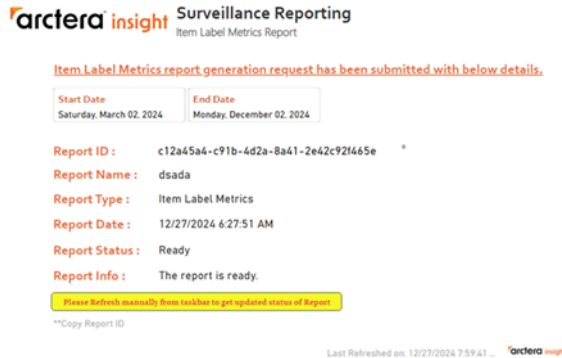 arctera insight Surveillance Reporting
Item Label Metrics Report
Item Label Metrics report generation request has been submitted with below details.
Start Date End Date
Saturday, March 02, 2024 Monday, December 02, 2024
Report ID : c12a45a4-c91b-4d2a-8a41-2e42c92f465e
Report Name : dsada
Report Type : Item Label Metrics
Report Date : 12/27/2024 6:27:51 AM
Report Status : Ready
Report Info : The report is ready.
Please Refresh manually from taskbar to get updated status of Report
**Copy Report ID
Last Refreshed on: 12/27/2024 7:59:41 ... arctera insight